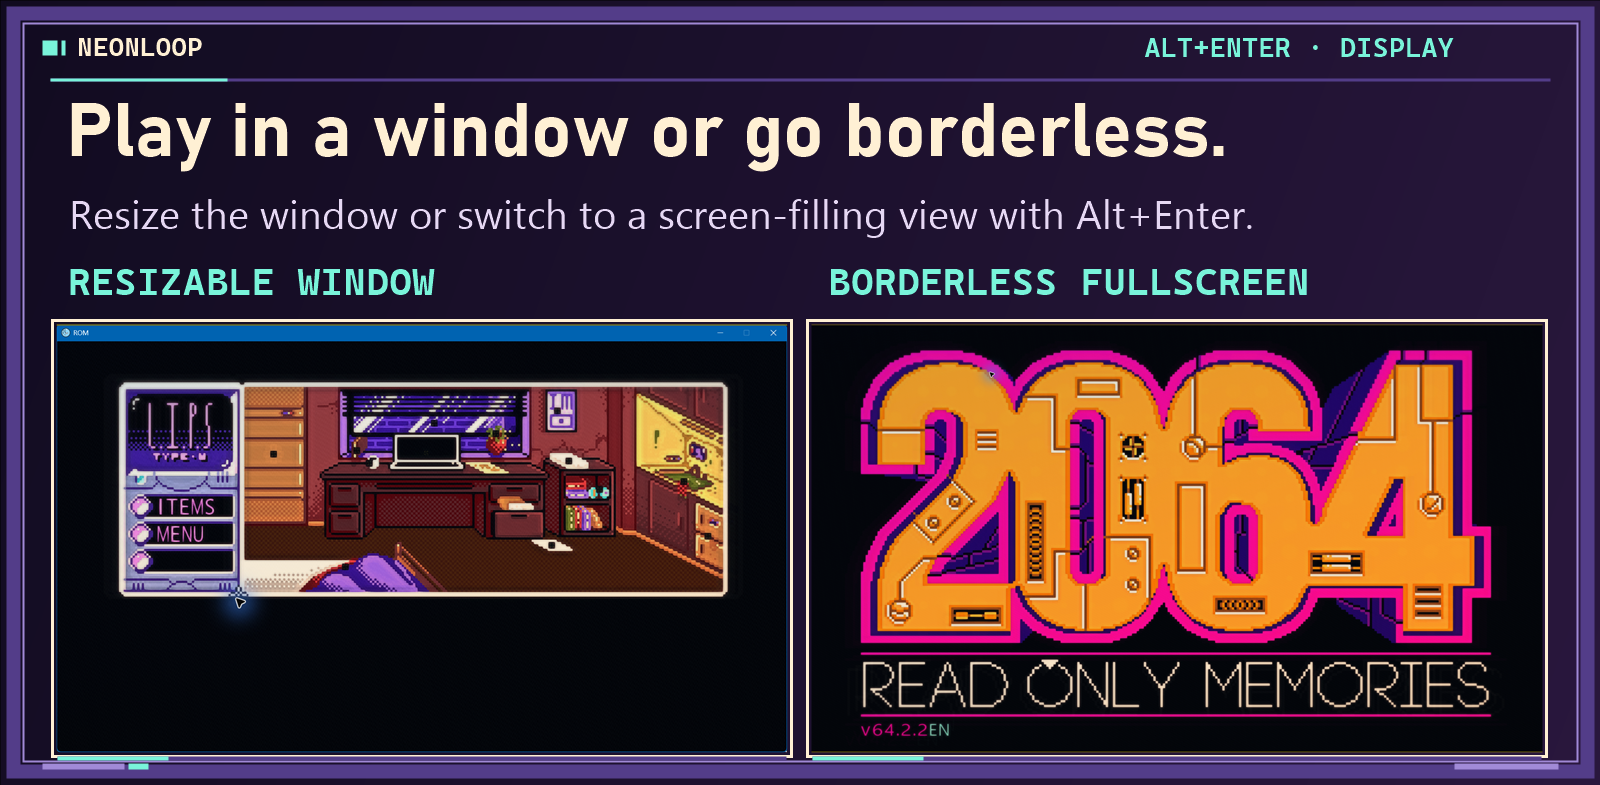 NEONLOOP
ALT+ENTER · DISPLAY
Play in a window or go borderless.
Resize the window or switch to a screen-filling view with Alt+Enter.
RESIZABLE WINDOW
BORDERLESS FULLSCREEN
ROM
L.I.P.S
TYPE-M
ITEMS
MENU
2064
READ ONLY MEMORIES
v64.2.2EN